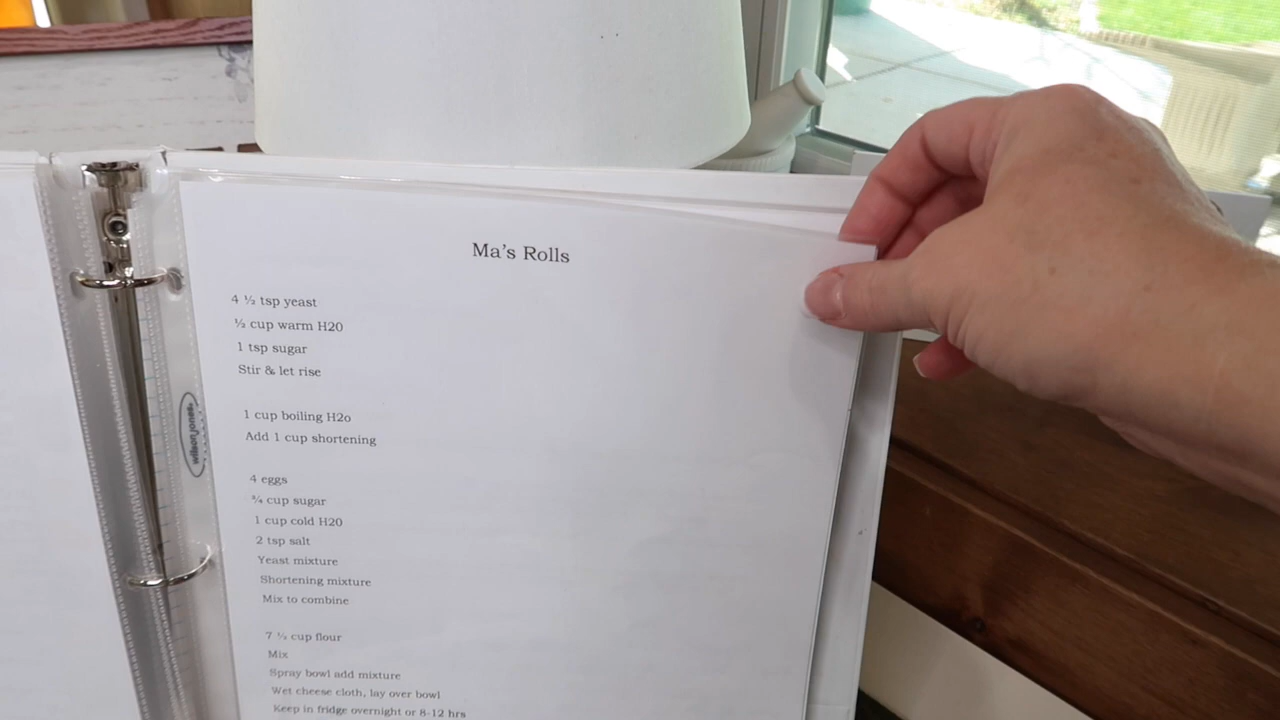 Ma's Rolls
4 ½ tsp yeast
½ cup warm H20
1 tsp sugar
Stir & let rise
1 cup boiling H2o
Add 1 cup shortening
4 eggs
¾ cup sugar
1 cup cold H20
2 tsp salt
Yeast mixture
Shortening mixture
Mix to combine
7 ½ cup flour
Mix
Spray bowl add mixture
Wet cheese cloth, lay over bowl
Keep in fridge overnight or 8-12 hrs
wilson jones